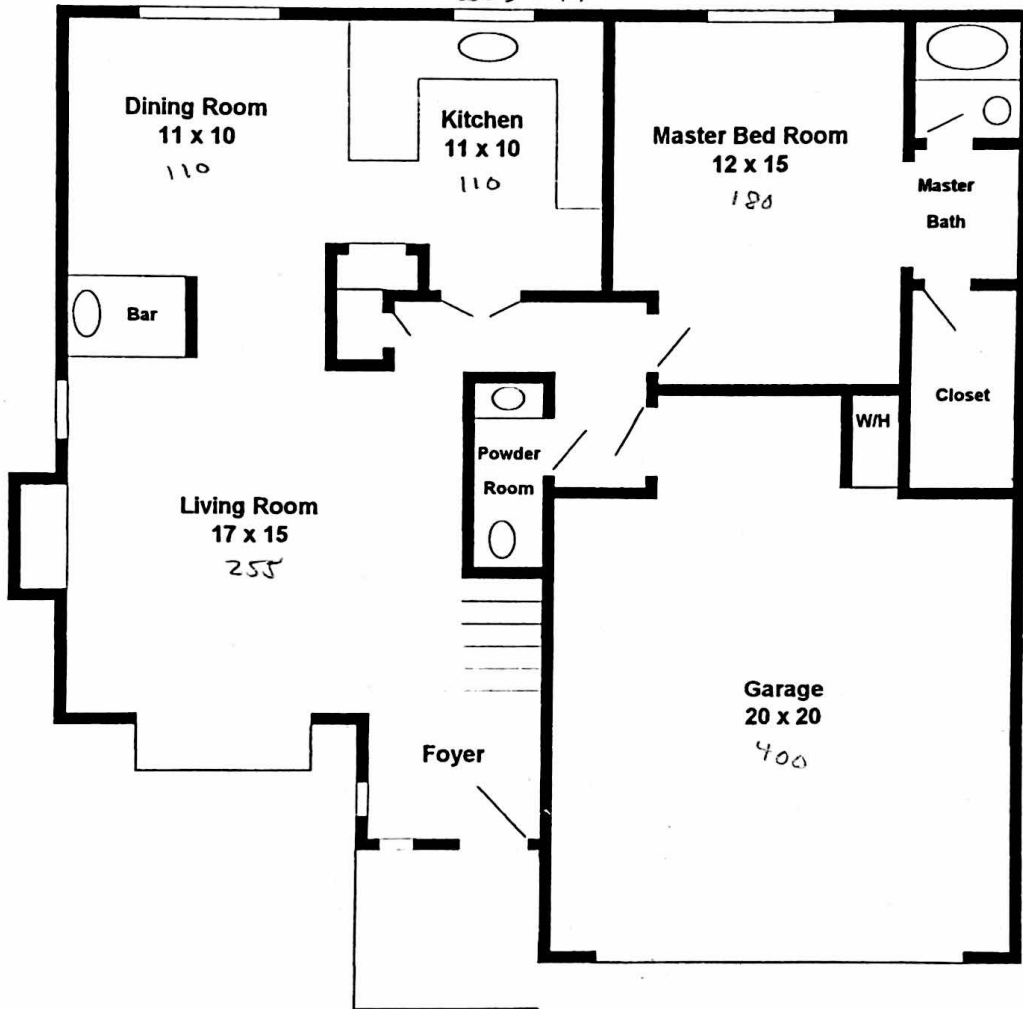 Dining Room
11 x 10
110
Kitchen
11 x 10
110
Master Bed Room
12 x 15
180
Master
Bath
Bar
Closet
W/H
Powder
Room
Living Room
17 x 15
255
Garage
20 x 20
400
Foyer